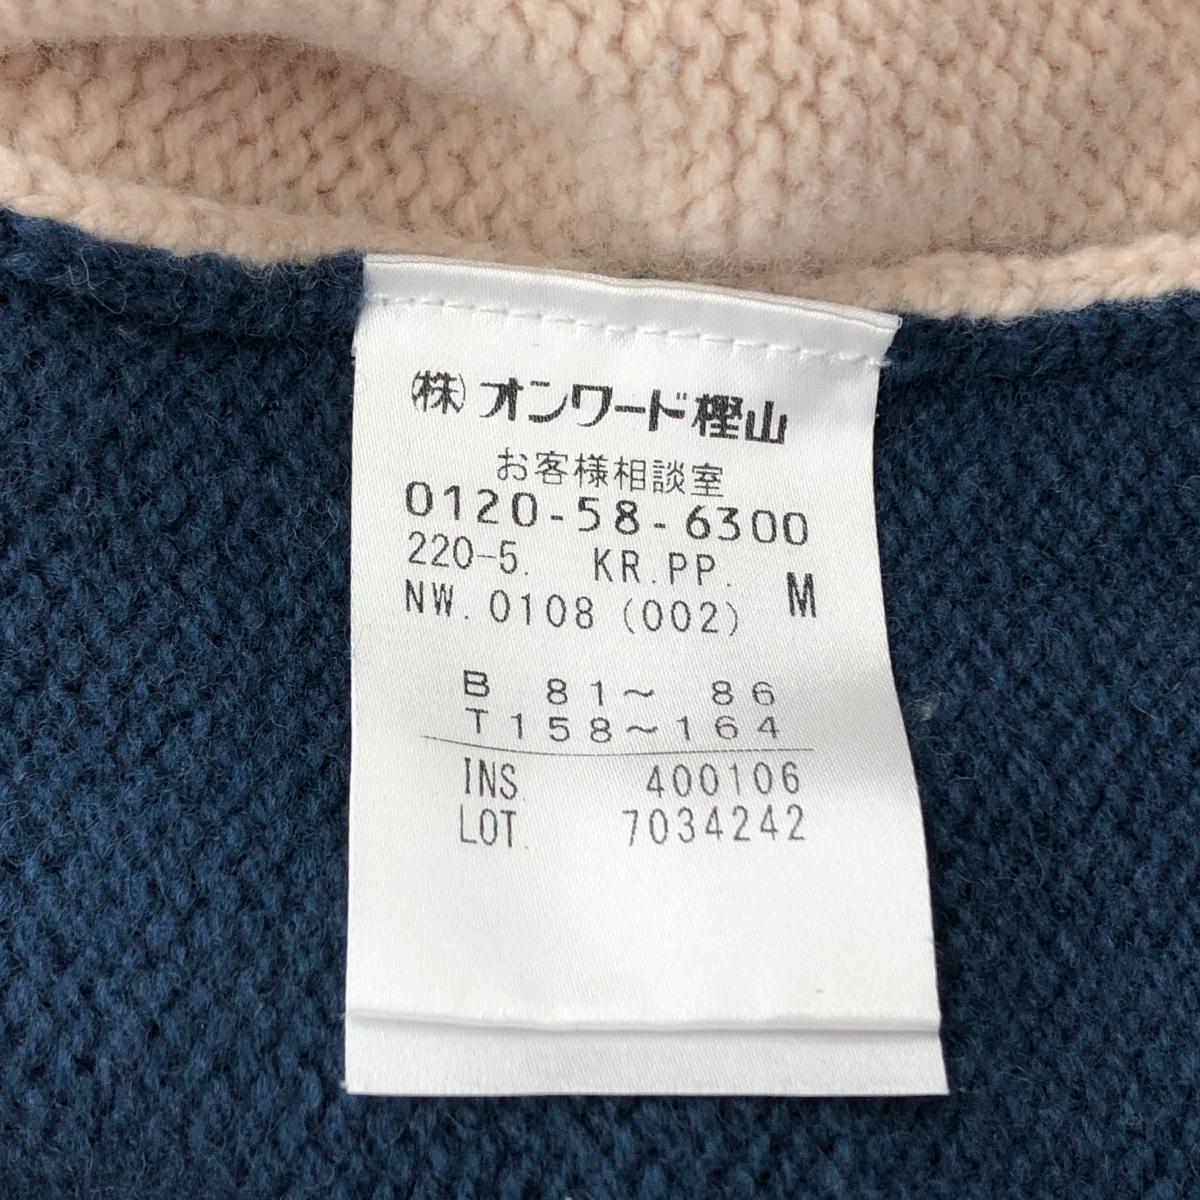 (株)オンワード樫山
お客様相談室
0120-58-6300
220-5. KR.PP. M
NW.0108(002)
B 81～ 86
T158～164
INS. 400106
LOT. 7034242